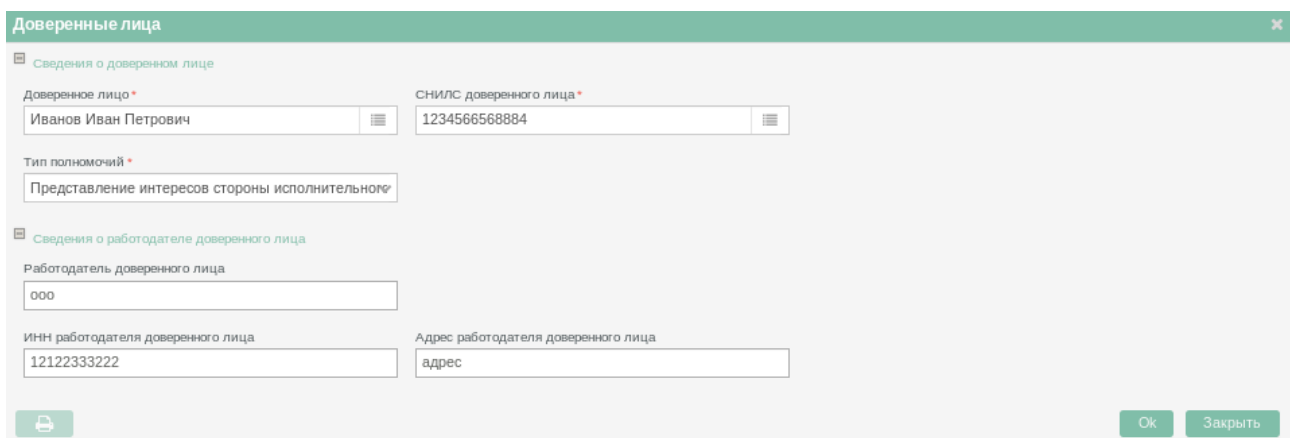 Доверенные лица
Сведения о доверенном лице
Доверенное лицо *
СНИЛС доверенного лица *
Иванов Иван Петрович
1234566568884
Тип полномочий *
Представление интересов стороны исполнительного
Сведения о работодателе доверенного лица
Работодатель доверенного лица
ооо
ИНН работодателя доверенного лица
Адрес работодателя доверенного лица
12122333222
адрес
Ok
Закрыть